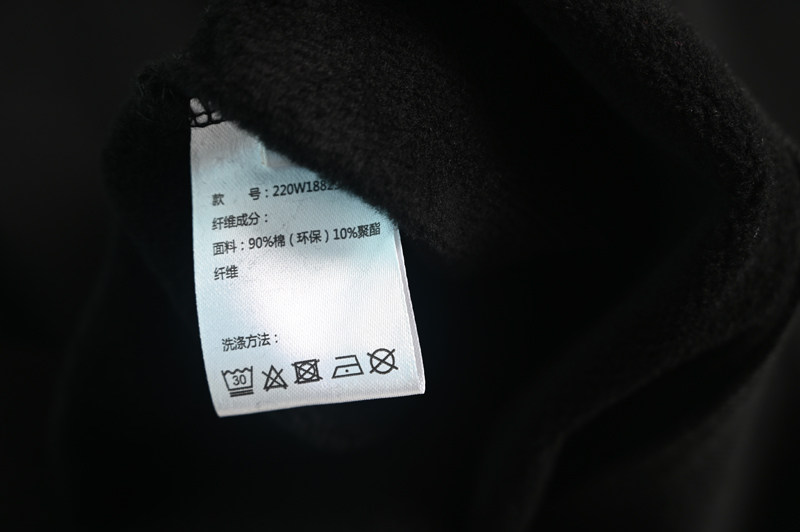 款 号：220W1882
纤维成分：
面料：90%棉（环保）10%聚酯
纤维
洗涤方法：
30